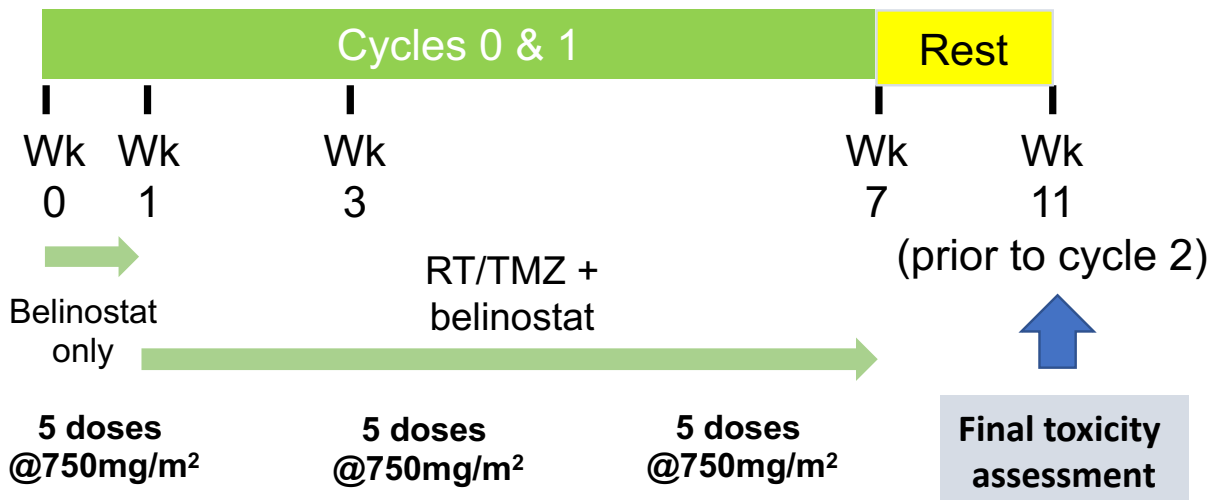 Cycles 0 & 1
Rest
Wk
0
Wk
1
Wk
3
Wk
7
Wk
11
(prior to cycle 2)
Belinostat
only
RT/TMZ +
belinostat
5 doses
@750mg/m²
5 doses
@750mg/m²
5 doses
@750mg/m²
Final toxicity
assessment